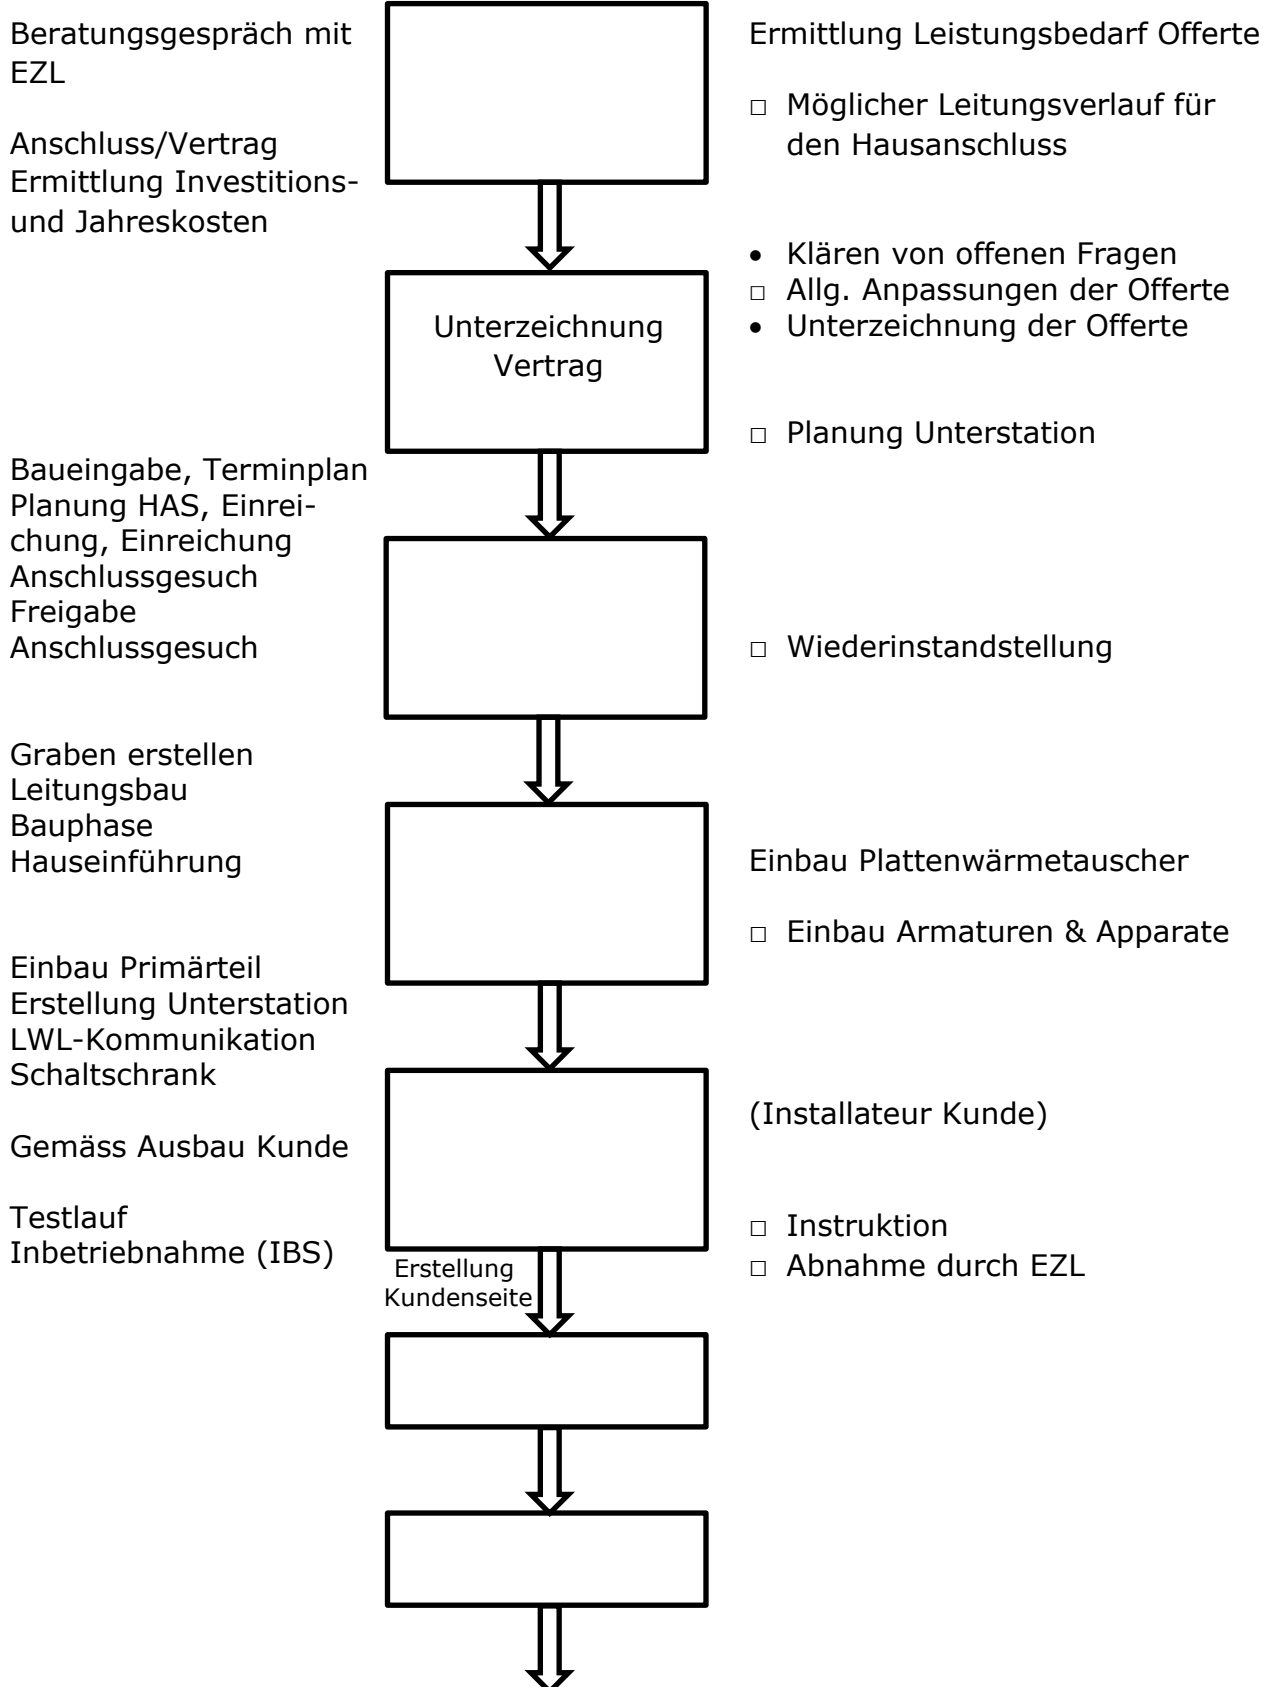 Beratungsgespräch mit
EZL
Anschluss/Vertrag
Ermittlung Investitions-
und Jahreskosten
Ermittlung Leistungsbedarf Offerte
□ Möglicher Leitungsverlauf für
den Hausanschluss
• Klären von offenen Fragen
□ Allg. Anpassungen der Offerte
• Unterzeichnung der Offerte
Unterzeichnung
Vertrag
□ Planung Unterstation
Baueingabe, Terminplan
Planung HAS, Einrei-
chung, Einreichung
Anschlussgesuch
Freigabe
Anschlussgesuch
□ Wiederinstandstellung
Graben erstellen
Leitungsbau
Bauphase
Hauseinführung
Einbau Plattenwärmetauscher
□ Einbau Armaturen & Apparate
Einbau Primärteil
Erstellung Unterstation
LWL-Kommunikation
Schaltschrank
(Installateur Kunde)
Gemäss Ausbau Kunde
Testlauf
Inbetriebnahme (IBS)
□ Instruktion
□ Abnahme durch EZL
Erstellung
Kundenseite